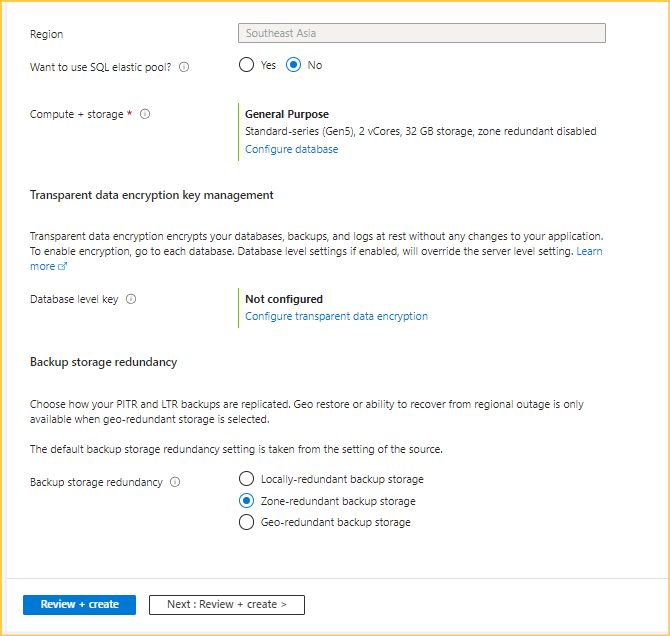 Region
Southeast Asia
Want to use SQL elastic pool?
Yes
No
Compute + storage *
General Purpose
Standard-series (Gen5), 2 vCores, 32 GB storage, zone redundant disabled
Configure database
Transparent data encryption key management
Transparent data encryption encrypts your databases, backups, and logs at rest without any changes to your application.
To enable encryption, go to each database. Database level settings if enabled, will override the server level setting. Learn
more
Database level key
Not configured
Configure transparent data encryption
Backup storage redundancy
Choose how your PITR and LTR backups are replicated. Geo restore or ability to recover from regional outage is only
available when geo-redundant storage is selected.
The default backup storage redundancy setting is taken from the setting of the source.
Backup storage redundancy
Locally-redundant backup storage
Zone-redundant backup storage
Geo-redundant backup storage
Review + create
Next : Review + create >